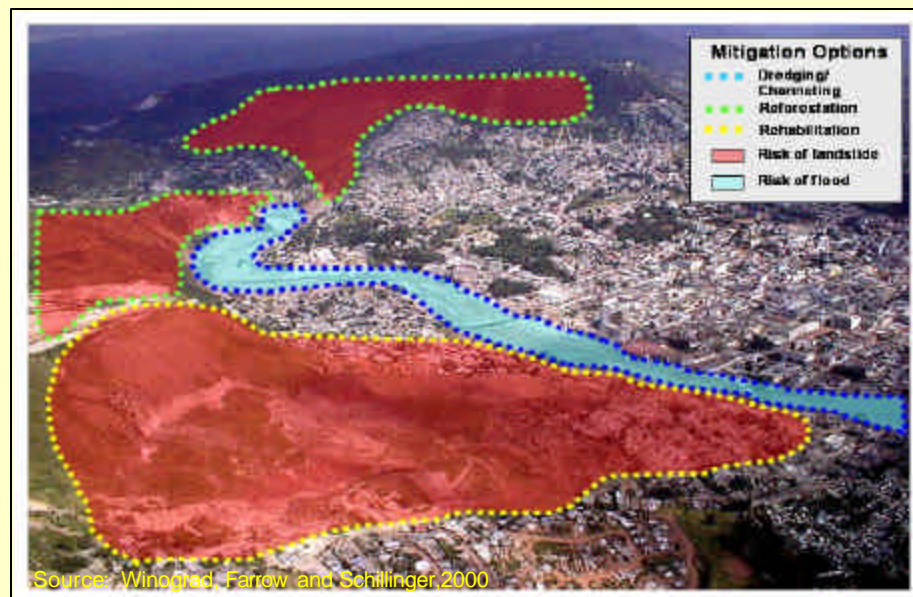 Mitigation Options
Dredging/
Channeling
Reforestation
Rehabilitation
Risk of landslide
Risk of flood
Source: Winograd, Farrow and Schillinger,2000